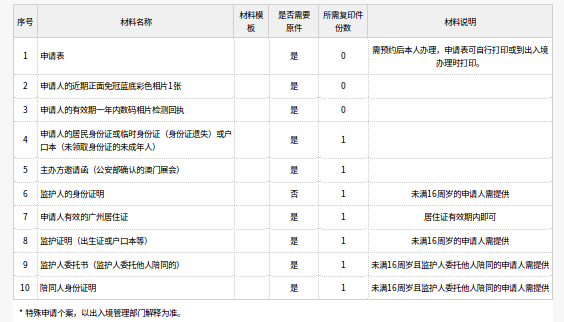 序号 材料名称 材料模板 是否需要原件 所需复印件份数 材料说明
1 申请表 是 0 需预约后本人办理，申请表可自行打印或到出入境办理时打印。
2 申请人的近期正面免冠蓝底彩色相片1张 是 0
3 申请人的有效期一年内数码相片检测回执 是 0
4 申请人的居民身份证或临时身份证（身份证遗失）或户口本（未领取身份证的未成年人） 是 1
5 主办方邀请函（公安部确认的澳门展会） 是 1
6 监护人的身份证明 否 1 未满16周岁的申请人需提供
7 申请人有效的广州居住证 是 1 居住证有效期内即可
8 监护证明（出生证或户口本等） 是 1 未满16周岁的申请人需提供
9 监护人委托书（监护人委托他人陪同的） 是 1 未满16周岁且监护人委托他人陪同的申请人需提供
10 陪同人身份证明 是 1 未满16周岁且监护人委托他人陪同的申请人需提供
* 特殊申请个案，以出入境管理部门解释为准。